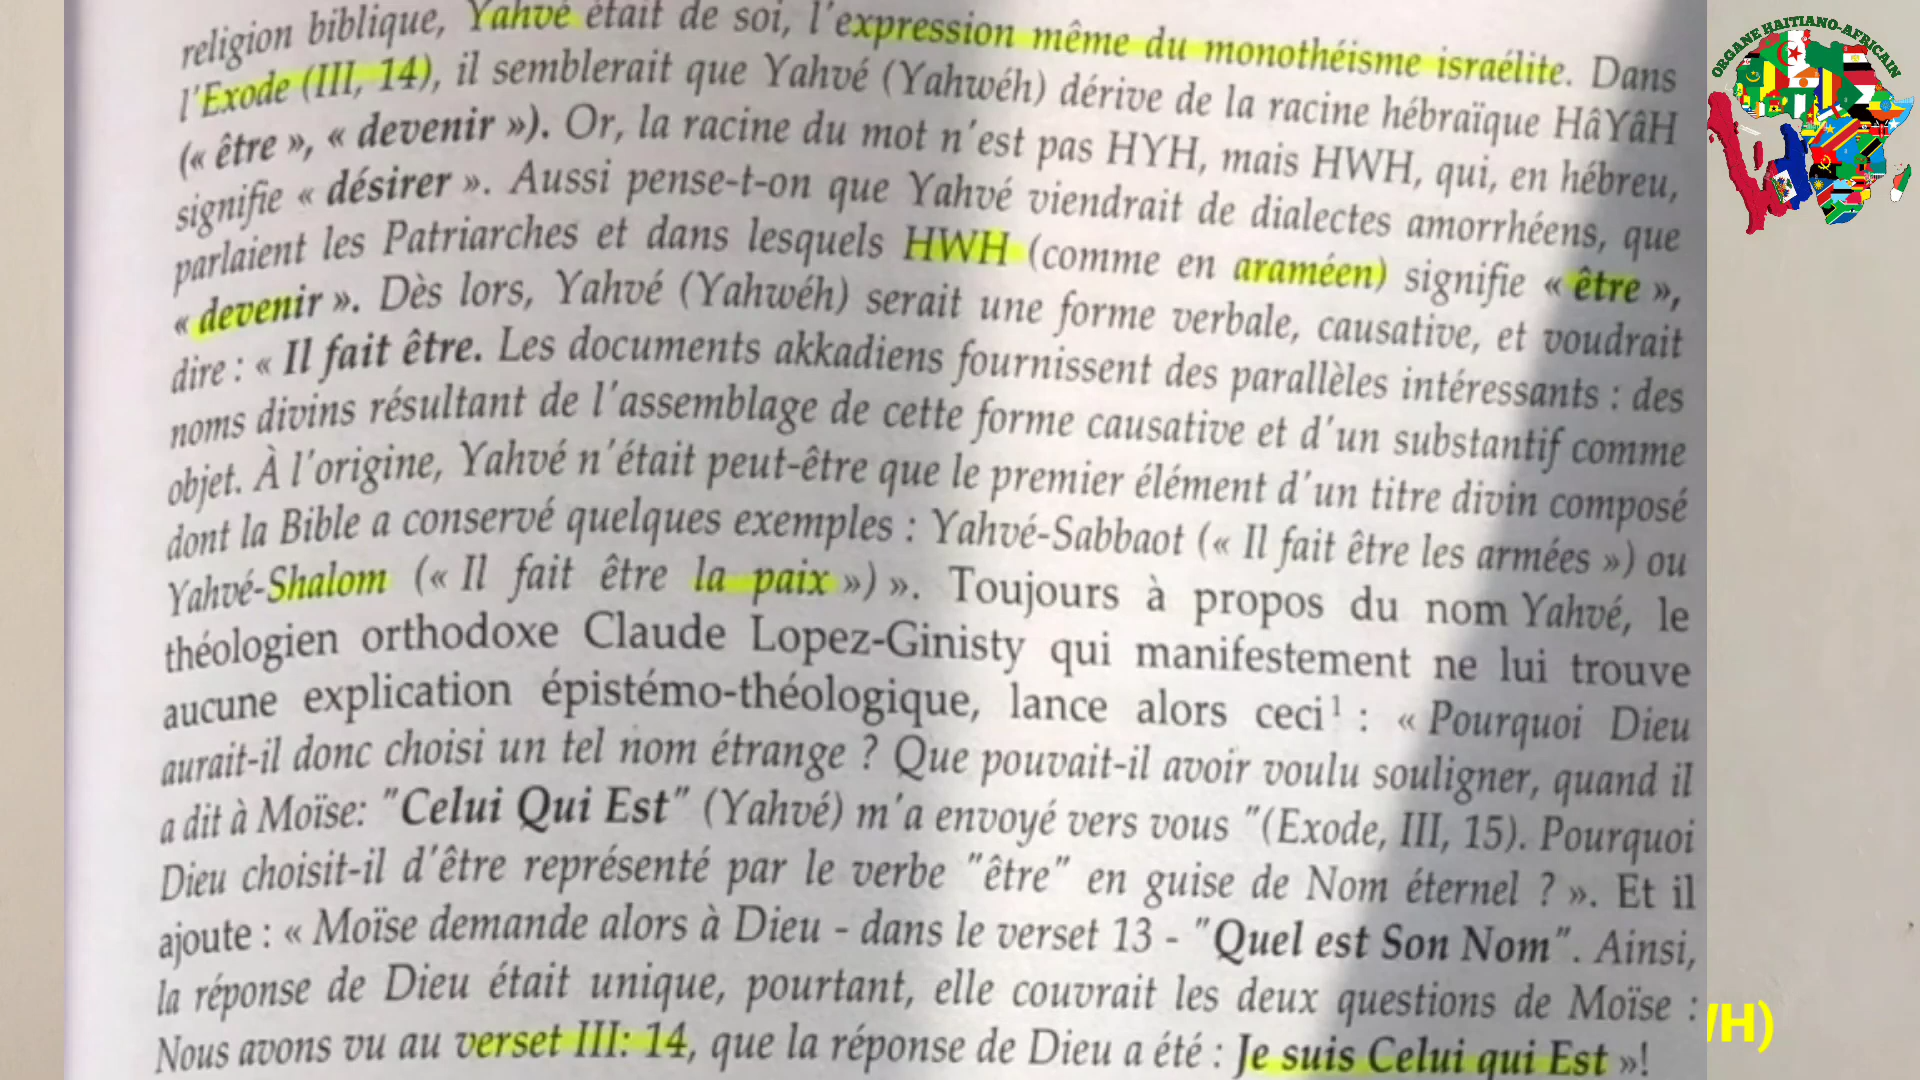 religion biblique, Yahvé était de soi, l'expression même du monothéisme israélite. Dans
l'Exode (III, 14), il semblerait que Yahvé (Yahwéh) dérive de la racine hébraïque HâYâH
(« être », « devenir »). Or, la racine du mot n'est pas HYH, mais HWH, qui, en hébreu,
signifie « désirer ». Aussi pense-t-on que Yahvé viendrait de dialectes amorrhéens, que
parlaient les Patriarches et dans lesquels HWH (comme en araméen) signifie « être »,
« devenir ». Dès lors, Yahvé (Yahwéh) serait une forme verbale, causative, et voudrait
dire : « Il fait être. Les documents akkadiens fournissent des parallèles intéressants : des
noms divins résultant de l'assemblage de cette forme causative et d'un substantif comme
objet. À l'origine, Yahvé n'était peut-être que le premier élément d'un titre divin composé
dont la Bible a conservé quelques exemples : Yahvé-Sabbaot (« Il fait être les armées ») ou
Yahvé-Shalom (« Il fait être la paix ») ». Toujours à propos du nom Yahvé, le
théologien orthodoxe Claude Lopez-Ginisty qui manifestement ne lui trouve
aucune explication épistémo-théologique, lance alors ceci¹ : « Pourquoi Dieu
aurait-il donc choisi un tel nom étrange ? Que pouvait-il avoir voulu souligner, quand il
a dit à Moïse: "Celui Qui Est" (Yahvé) m'a envoyé vers vous "(Exode, III, 15). Pourquoi
Dieu choisit-il d'être représenté par le verbe "être" en guise de Nom éternel ? ». Et il
ajoute : « Moïse demande alors à Dieu - dans le verset 13 - "Quel est Son Nom". Ainsi,
la réponse de Dieu était unique, pourtant, elle couvrait les deux questions de Moïse :
Nous avons vu au verset III: 14, que la réponse de Dieu a été : Je suis Celui qui Est »!
ORGANE HAITIANO-AFRICAIN
WH)